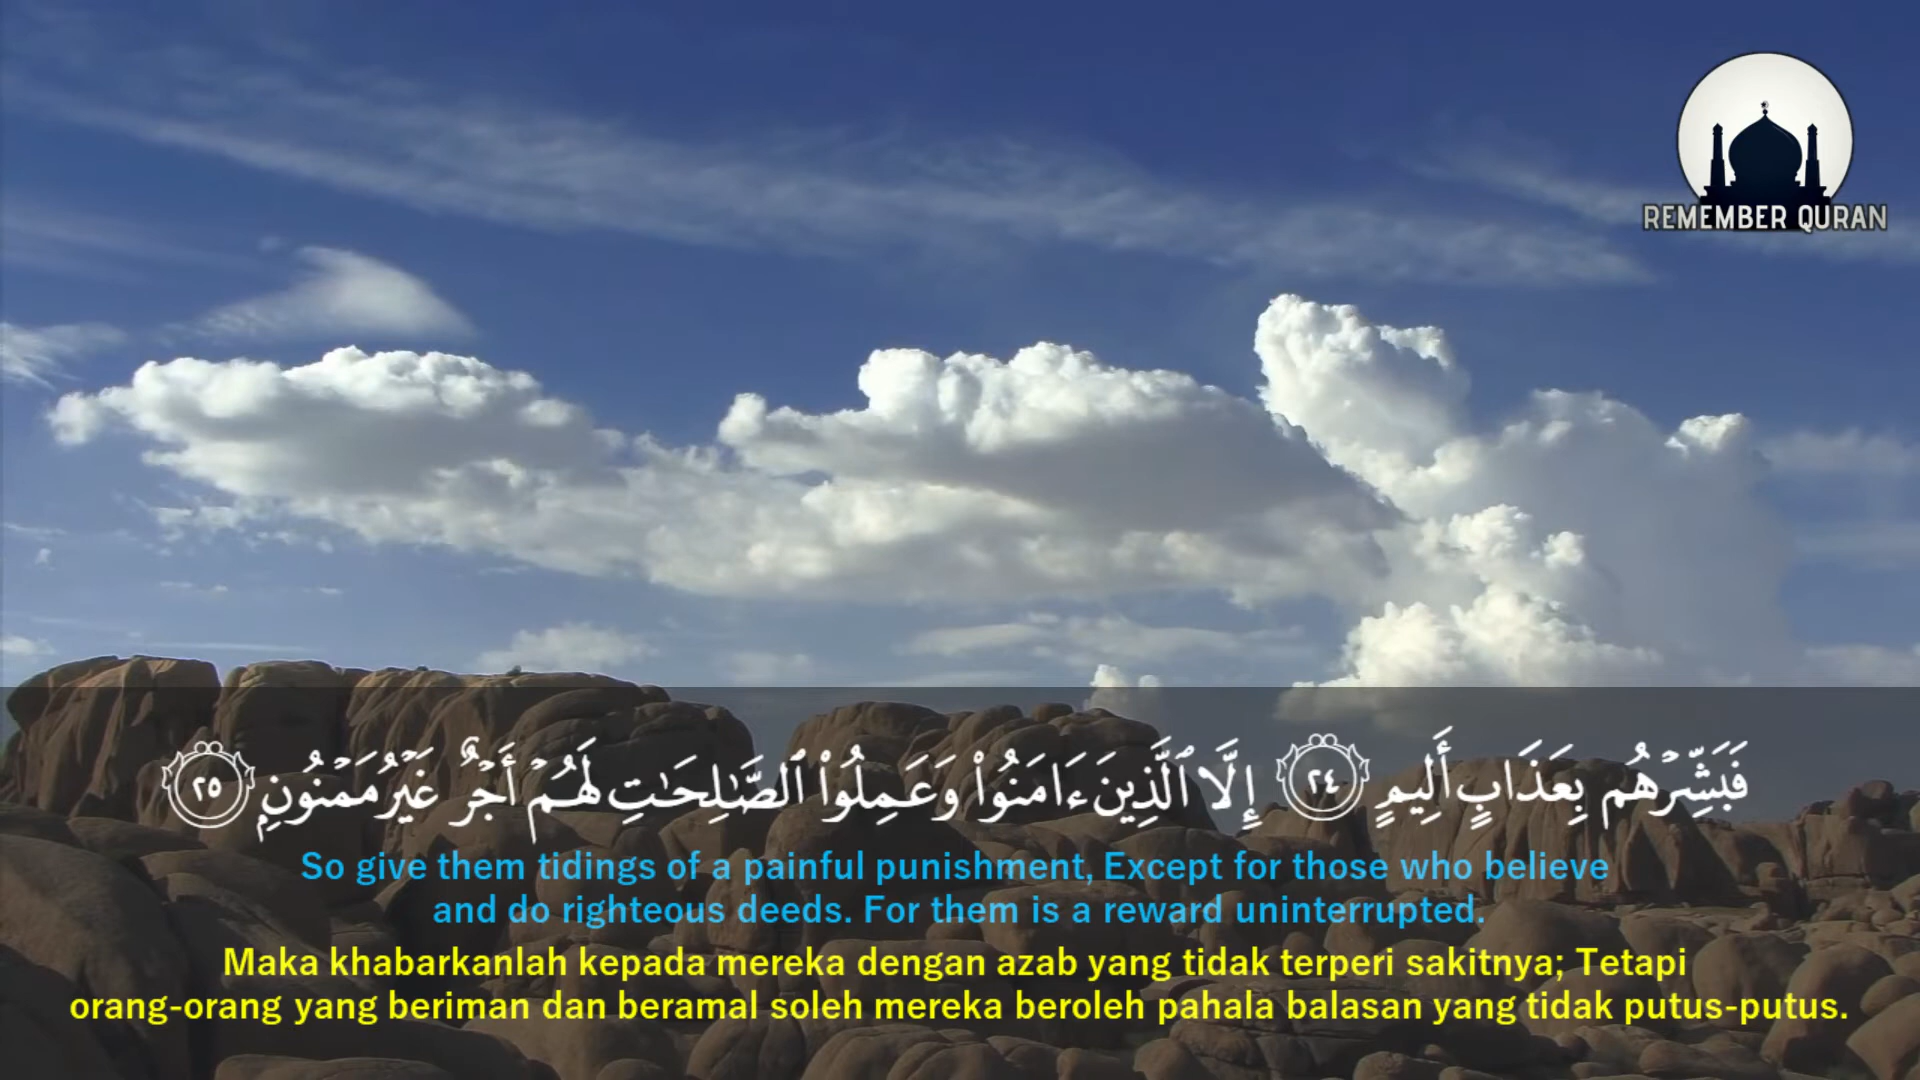 REMEMBER QURAN
فَبَشِّرْهُم بِعَذَابٍ أَلِيمٍ ٢٤ إِلَّا ٱلَّذِينَ ءَامَنُوا۟ وَعَمِلُوا۟ ٱلصَّـٰلِحَـٰتِ لَهُمْ أَجْرٌ غَيْرُ مَمْنُونٍۭ ٢٥
So give them tidings of a painful punishment, Except for those who believe
and do righteous deeds. For them is a reward uninterrupted.
Maka khabarkanlah kepada mereka dengan azab yang tidak terperi sakitnya; Tetapi
orang-orang yang beriman dan beramal soleh mereka beroleh pahala balasan yang tidak putus-putus.